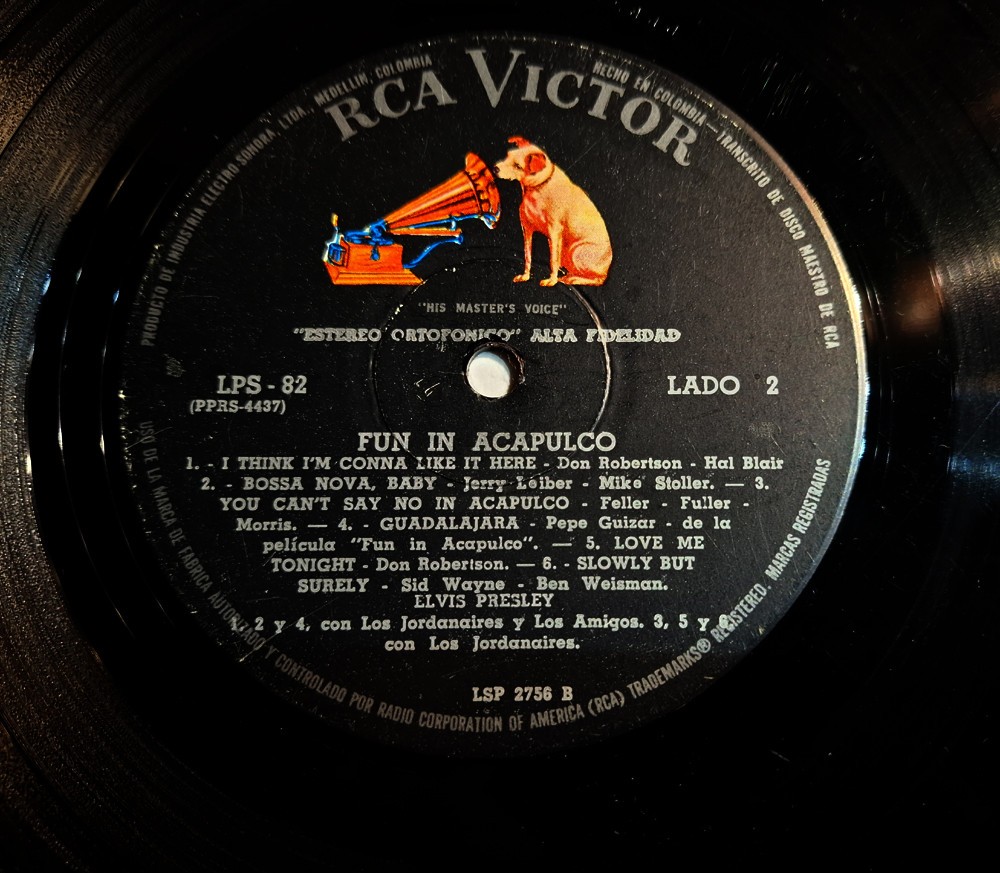 PRODUCTO DE INDUSTRIA ELECTRO SONORA, LTDA., MEDELLIN, COLOMBIA
HECHO EN COLOMBIA — TRANSCRITO DE DISCO MAESTRO DE RCA
RCA VICTOR
"HIS MASTER'S VOICE"
"ESTEREO ORTOFONICO" ALTA FIDELIDAD
LPS - 82
LADO 2
(PPRS-4437)
FUN IN ACAPULCO
1. - I THINK I'M GONNA LIKE IT HERE - Don Robertson - Hal Blair
2. - BOSSA NOVA, BABY - Jerry Leiber - Mike Stoller. — 3.
YOU CAN'T SAY NO IN ACAPULCO - Feller - Fuller -
Morris. — 4. - GUADALAJARA - Pepe Guizar - de la
película "Fun in Acapulco". — 5. LOVE ME
TONIGHT - Don Robertson. — 6. - SLOWLY BUT
SURELY - Sid Wayne - Ben Weisman.
ELVIS PRESLEY
2 y 4, con Los Jordanaires y Los Amigos. 3, 5 y
con Los Jordanaires.
LSP 2756 B
USO DE LA MARCA DE FABRICA AUTORIZADO Y CONTROLADO POR RADIO CORPORATION OF AMERICA (RCA) TRADEMARKS® REGISTERED. MARCAS REGISTRADAS